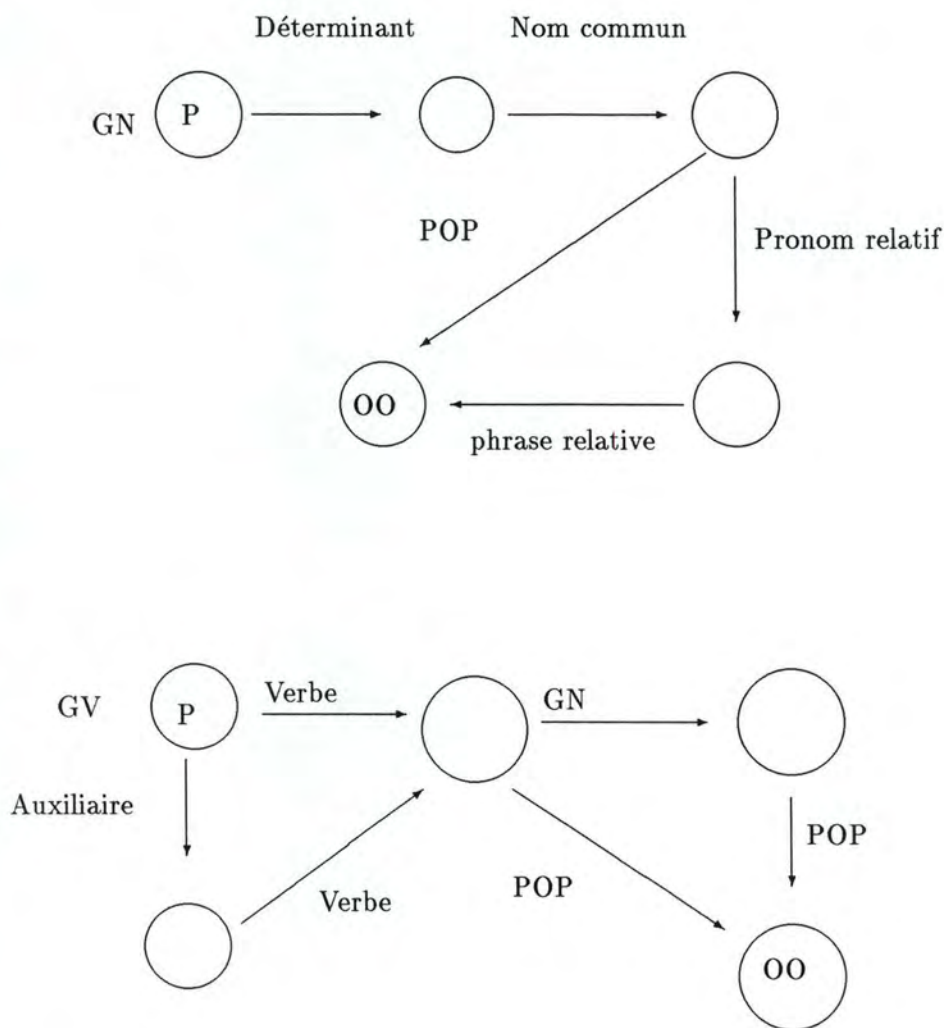 Déterminant Nom commun
GN P
POP
Pronom relatif
OO
phrase relative
GV P Verbe GN
Auxiliaire
POP
Verbe POP
OO